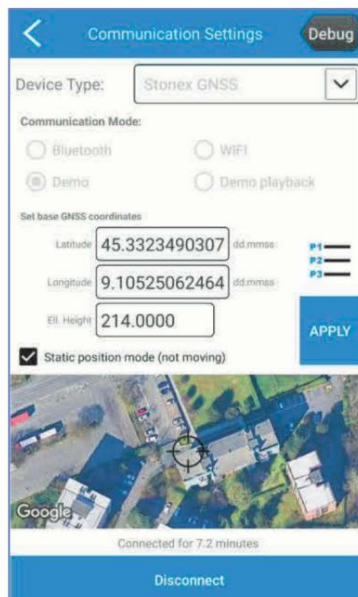 Communication Settings
Debug
Device Type:
Stonex GNSS
Communication Mode:
Bluetooth
WIFI
Demo
Demo playback
Set base GNSS coordinates
Latitude
45.3323490307
dd.mmss
P1
Longitude
9.10525062464
dd.mmss
P2
P3
Ell. Height
214.0000
APPLY
Static position mode (not moving)
Google
Connected for 7.2 minutes
Disconnect